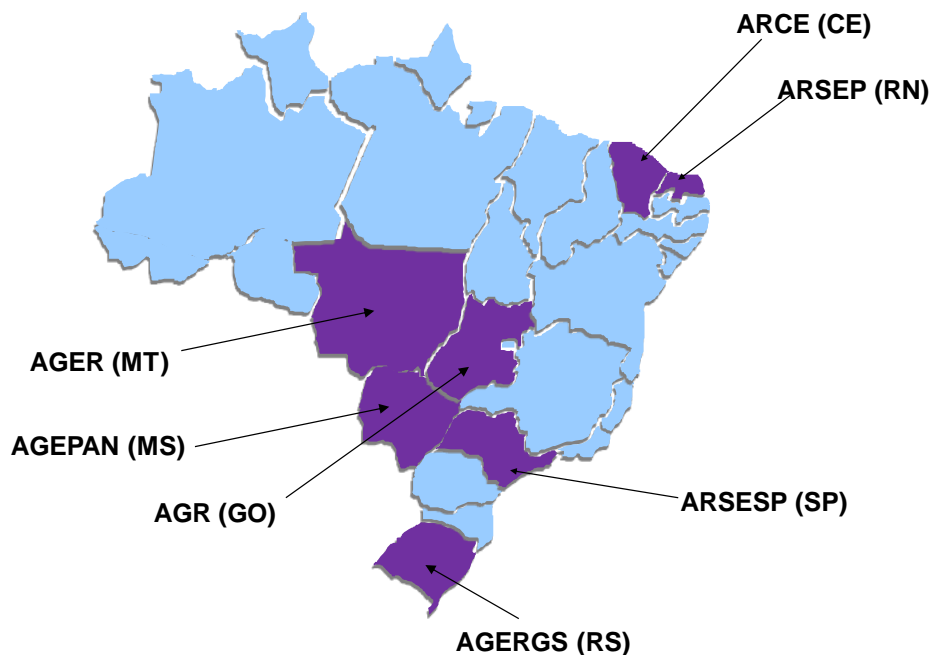 ARCE (CE)
ARSEP (RN)
AGER (MT)
AGEPAN (MS)
AGR (GO)
ARSESP (SP)
AGERGS (RS)